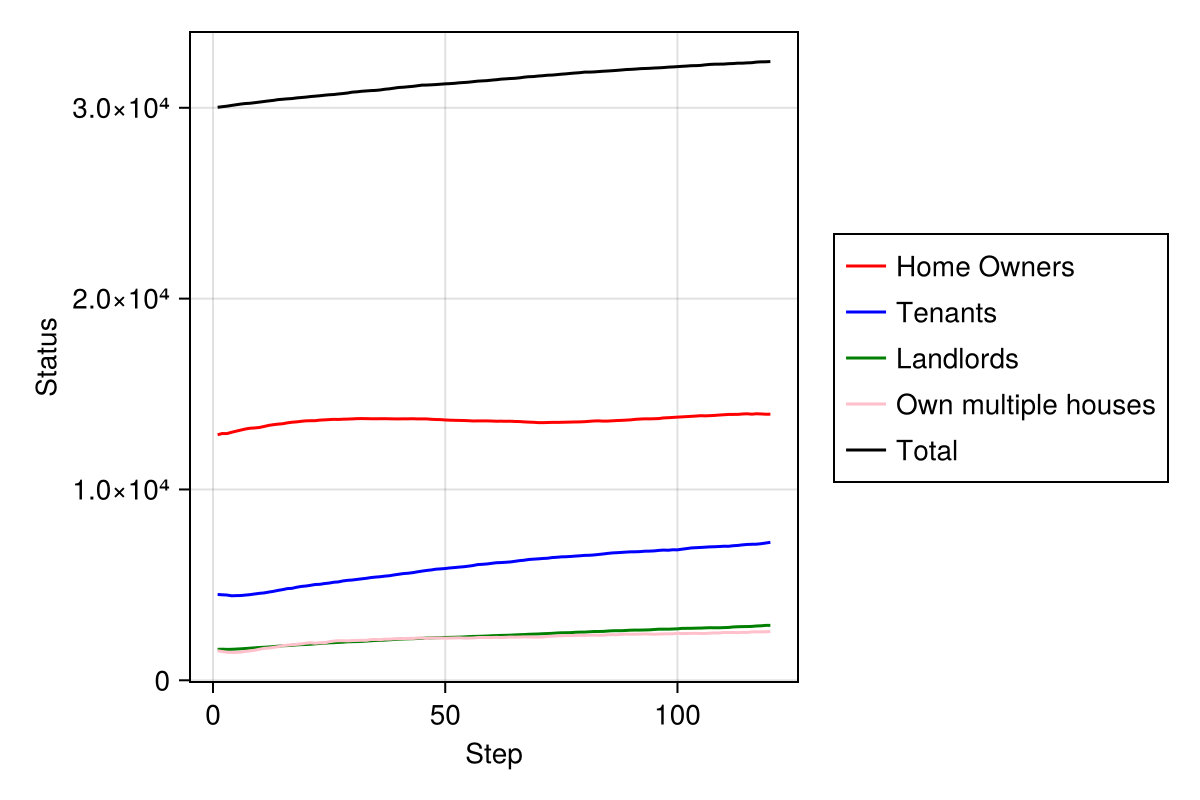 3.0×10⁴
2.0×10⁴
1.0×10⁴
0
Status
0 50 100
Step
Home Owners
Tenants
Landlords
Own multiple houses
Total